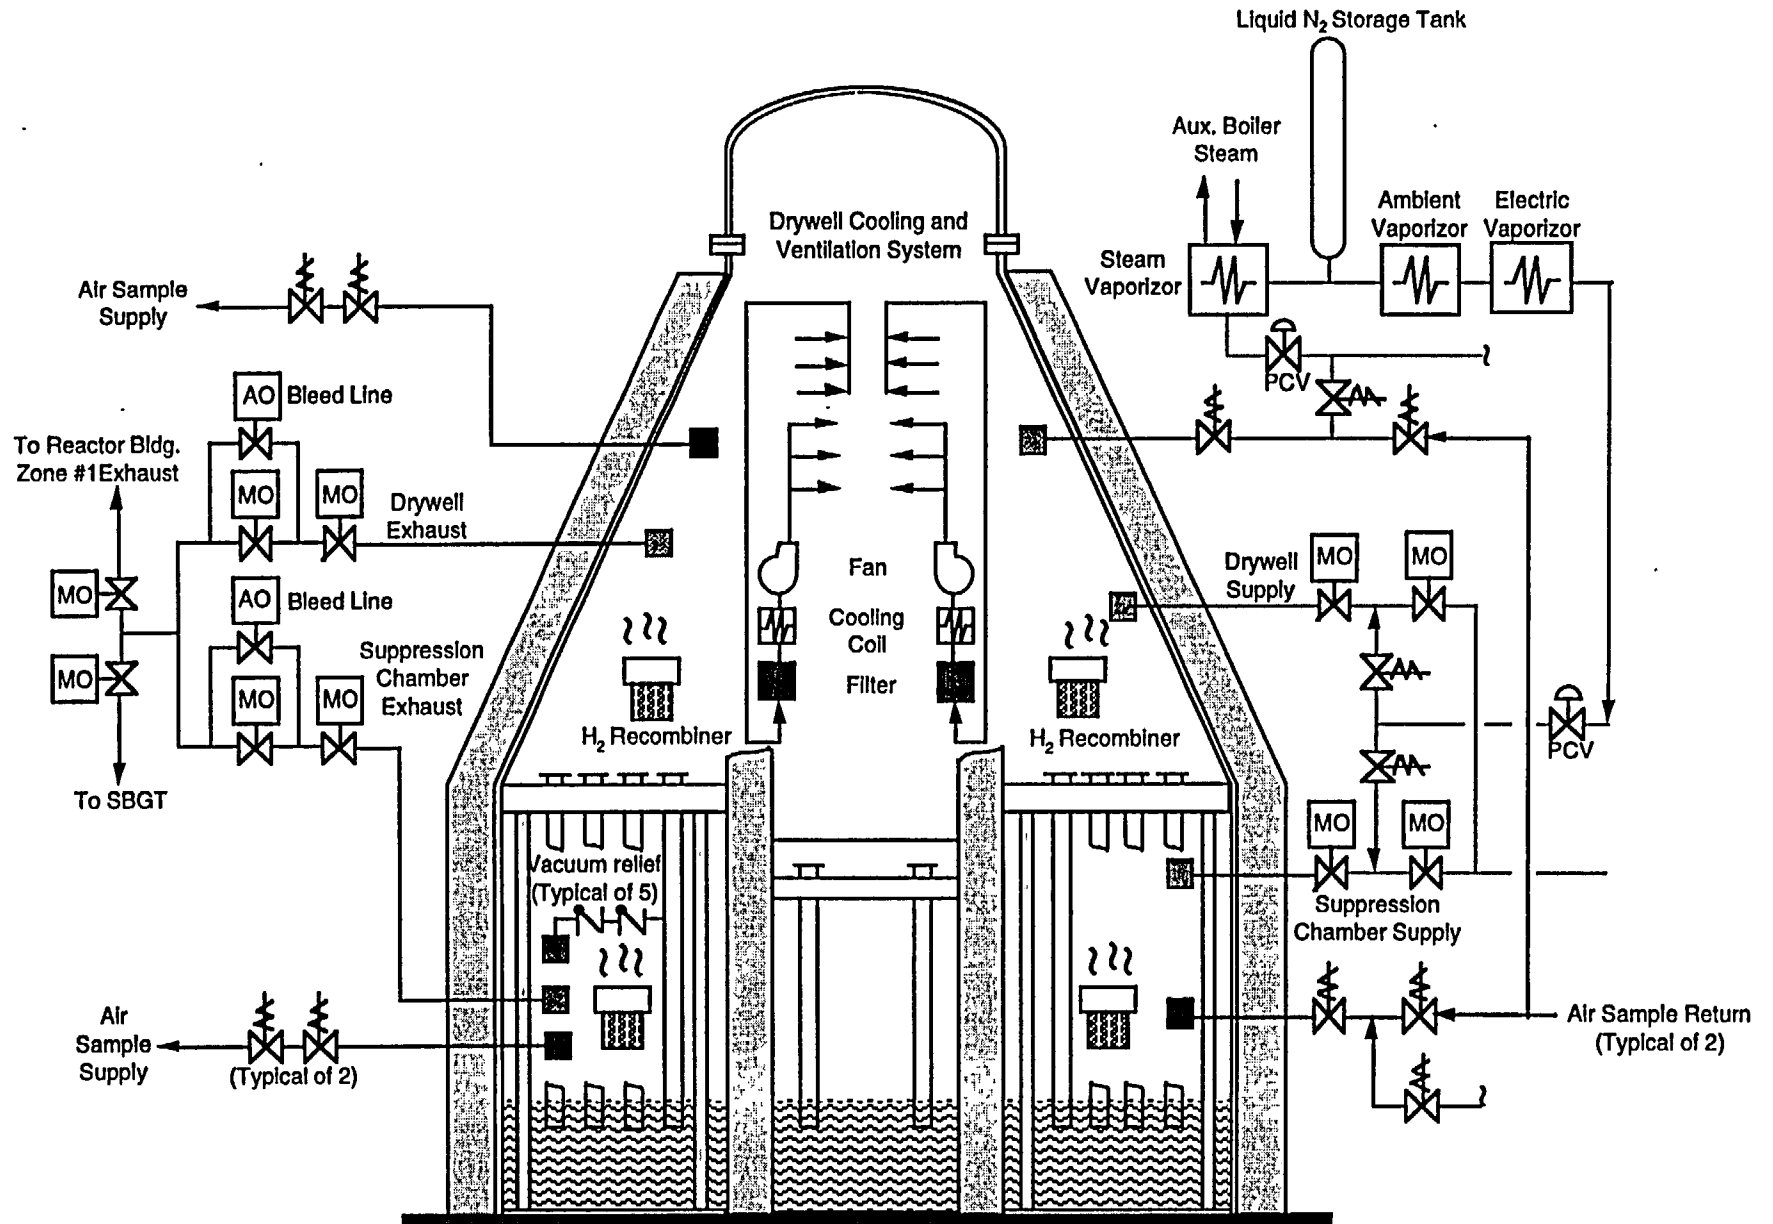 Liquid N₂ Storage Tank
Aux. Boiler
Steam
Ambient
Vaporizor
Electric
Vaporizor
Steam
Vaporizor
Drywell Cooling and
Ventilation System
Air Sample
Supply
PCV
AO
Bleed Line
To Reactor Bldg.
Zone #1Exhaust
MO
MO
Drywell
Exhaust
MO
AO
Bleed Line
MO
MO
MO
Suppression
Chamber
Exhaust
To SBGT
Fan
Cooling
Coil
Filter
H₂ Recombiner
H₂ Recombiner
Drywell
Supply
MO
MO
PCV
MO
MO
Vacuum relief
(Typical of 5)
Suppression
Chamber Supply
Air
Sample
Supply
(Typical of 2)
Air Sample Return
(Typical of 2)